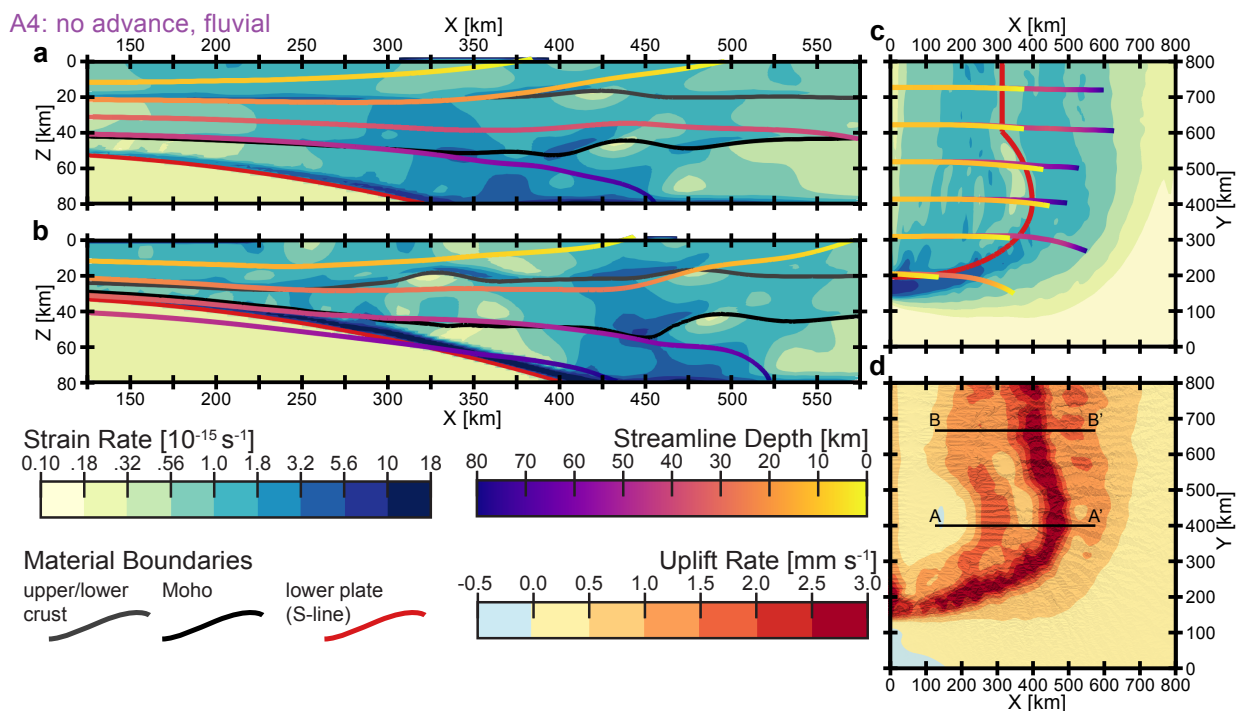 A4: no advance, fluvial
X [km]
150 200 250 300 350 400 450 500 550
a
0
20
40
60
80
Z [km]
b
0
20
40
60
80
Z [km]
150 200 250 300 350 400 450 500 550
X [km]
c
X [km]
0 100 200 300 400 500 600 700 800
800
700
600
500
400
300
200
100
0
Y [km]
d
800
700
600
500
400
300
200
100
0
Y [km]
B B’
A A’
0 100 200 300 400 500 600 700 800
X [km]
Strain Rate [10-15 s-1]
0.10 .18 .32 .56 1.0 1.8 3.2 5.6 10 18
Streamline Depth [km]
80 70 60 50 40 30 20 10 0
Material Boundaries
upper/lower crust
Moho
lower plate (S-line)
Uplift Rate [mm s-1]
-0.5 0.0 0.5 1.0 1.5 2.0 2.5 3.0